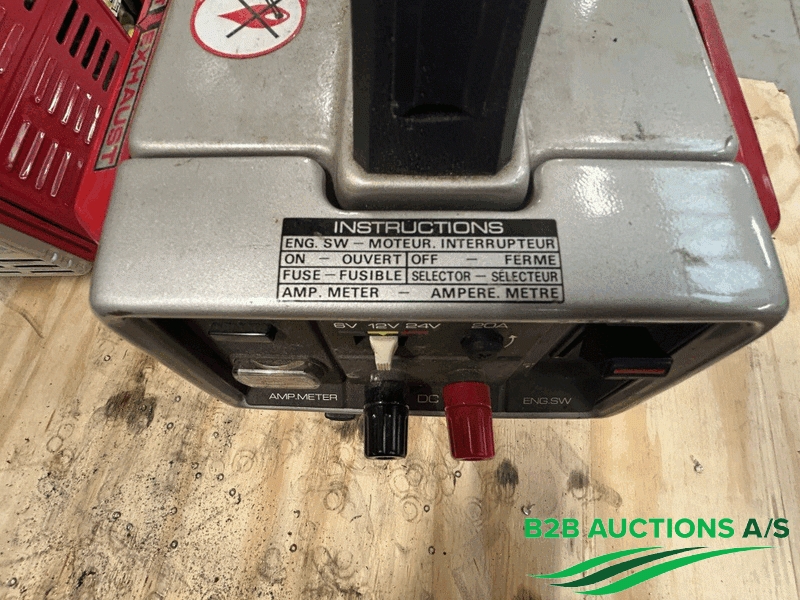 EXHAUST
INSTRUCTIONS
ENG. SW – MOTEUR. INTERRUPTEUR
ON – OUVERT OFF – FERME
FUSE – FUSIBLE SELECTOR – SÉLECTEUR
AMP. METER – AMPERE. METRE
6V 12V 24V 20A
AMP.METER DC ENG.SW
B2B AUCTIONS A/S